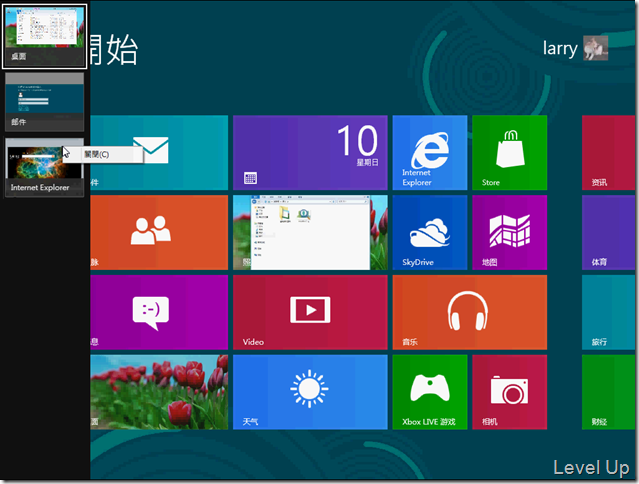 桌面
開始
larry
邮件
關閉(C)
Internet Explorer
件
10
星期日
Internet
Explorer
Store
资讯
脉
SkyDrive
地图
体育
息
:-)
Video
音乐
旅行
面
天气
Xbox LIVE 游戏
相机
财经
Level Up